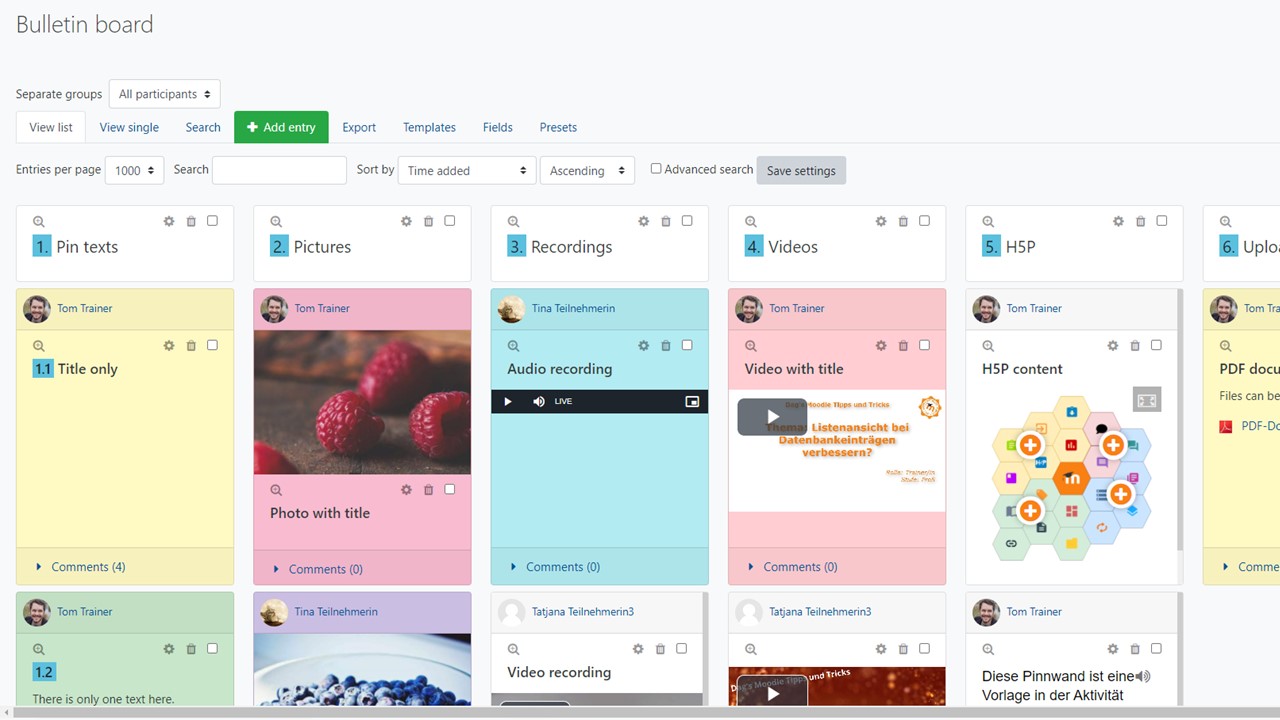 Bulletin board
Separate groups All participants
View list View single Search Add entry Export Templates Fields Presets
Entries per page 1000 Search Sort by Time added Ascending Advanced search Save settings
1. Pin texts
2. Pictures
3. Recordings
4. Videos
5. H5P
6. Uplo
Tom Trainer
1.1 Title only
Comments (4)
Tom Trainer
Photo with title
Comments (0)
Tina Teilnehmerin
Audio recording
LIVE
Comments (0)
Tom Trainer
Video with title
Dag's Moodle Tipps und Tricks
Thema: Listenansicht bei
Datenbankeinträgen
verbessern?
Rolle: Trainer/in
Stufe: Profi
Comments (0)
Tom Trainer
H5P content
Tom Tra
PDF docu
Files can be
PDF-Do
Comme
Tom Trainer
1.2
There is only one text here.
Tina Teilnehmerin
Tatjana Teilnehmerin3
Video recording
Tatjana Teilnehmerin3
Dag's Moodle Tipps und Tricks
Tom Trainer
Diese Pinnwand ist eine
Vorlage in der Aktivität